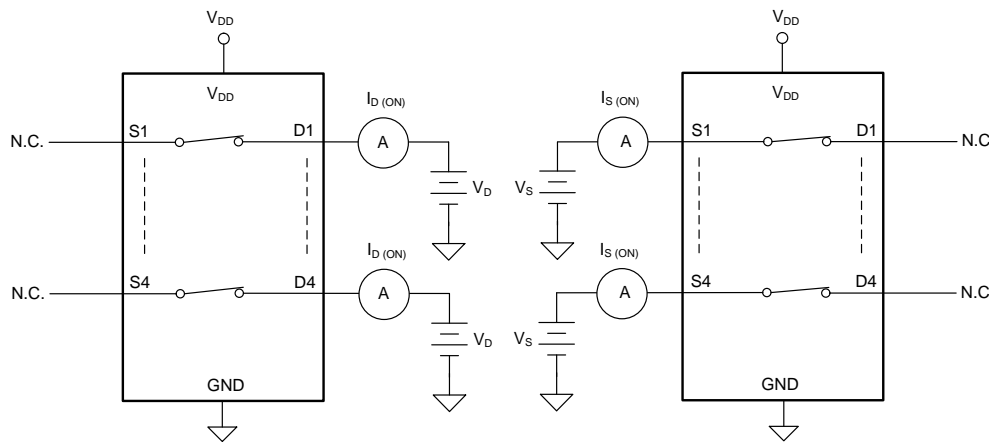 VDD VDD
VDD VDD
ID (ON) IS (ON)
N.C. S1 D1 A A S1 D1 N.C
VD VS
ID (ON) IS (ON)
N.C. S4 D4 A A S4 D4 N.C
VD VS
GND GND